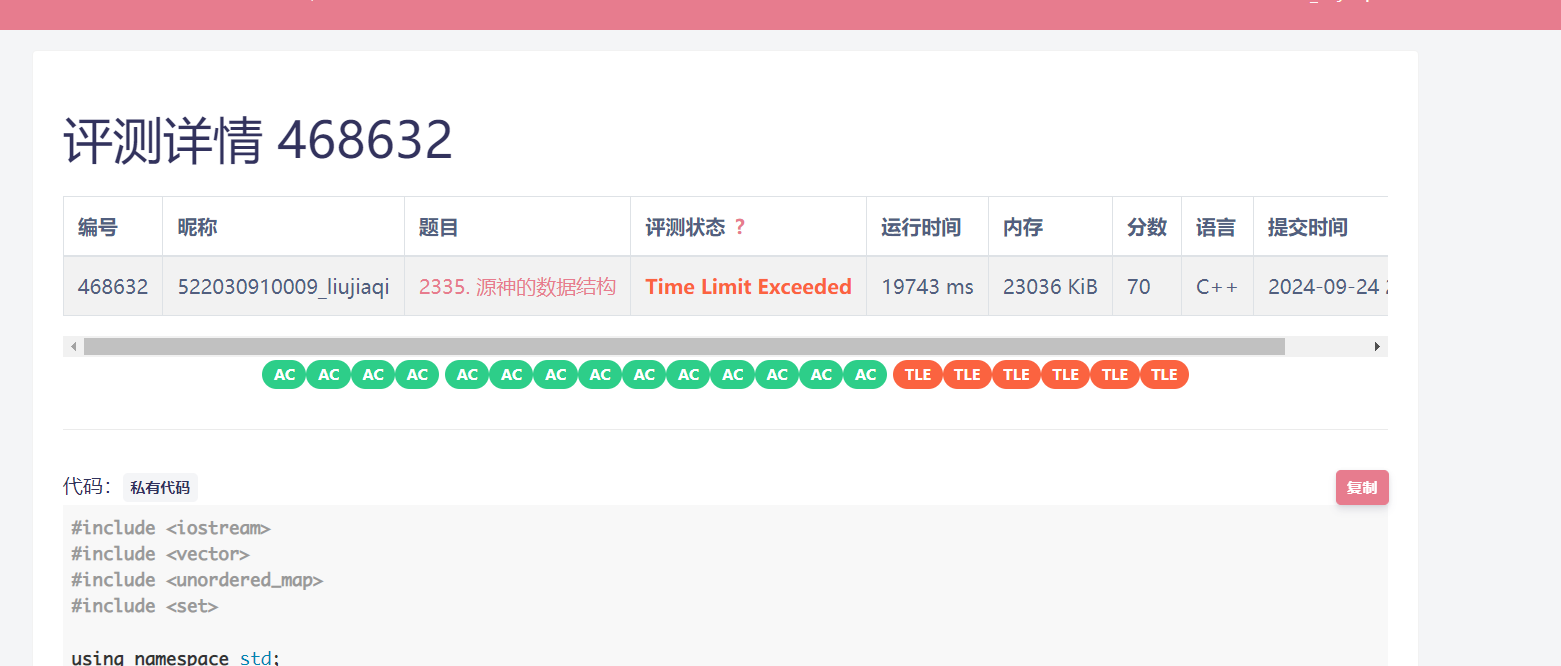 评测详情 468632
编号 昵称 题目 评测状态 ? 运行时间 内存 分数 语言 提交时间
468632 522030910009_liujiaqi 2335. 源神的数据结构 Time Limit Exceeded 19743 ms 23036 KiB 70 C++ 2024-09-24
AC AC AC AC AC AC AC AC AC AC AC AC AC AC TLE TLE TLE TLE TLE TLE
代码： 私有代码 复制
#include <iostream>
#include <vector>
#include <unordered_map>
#include <set>
using namespace std;